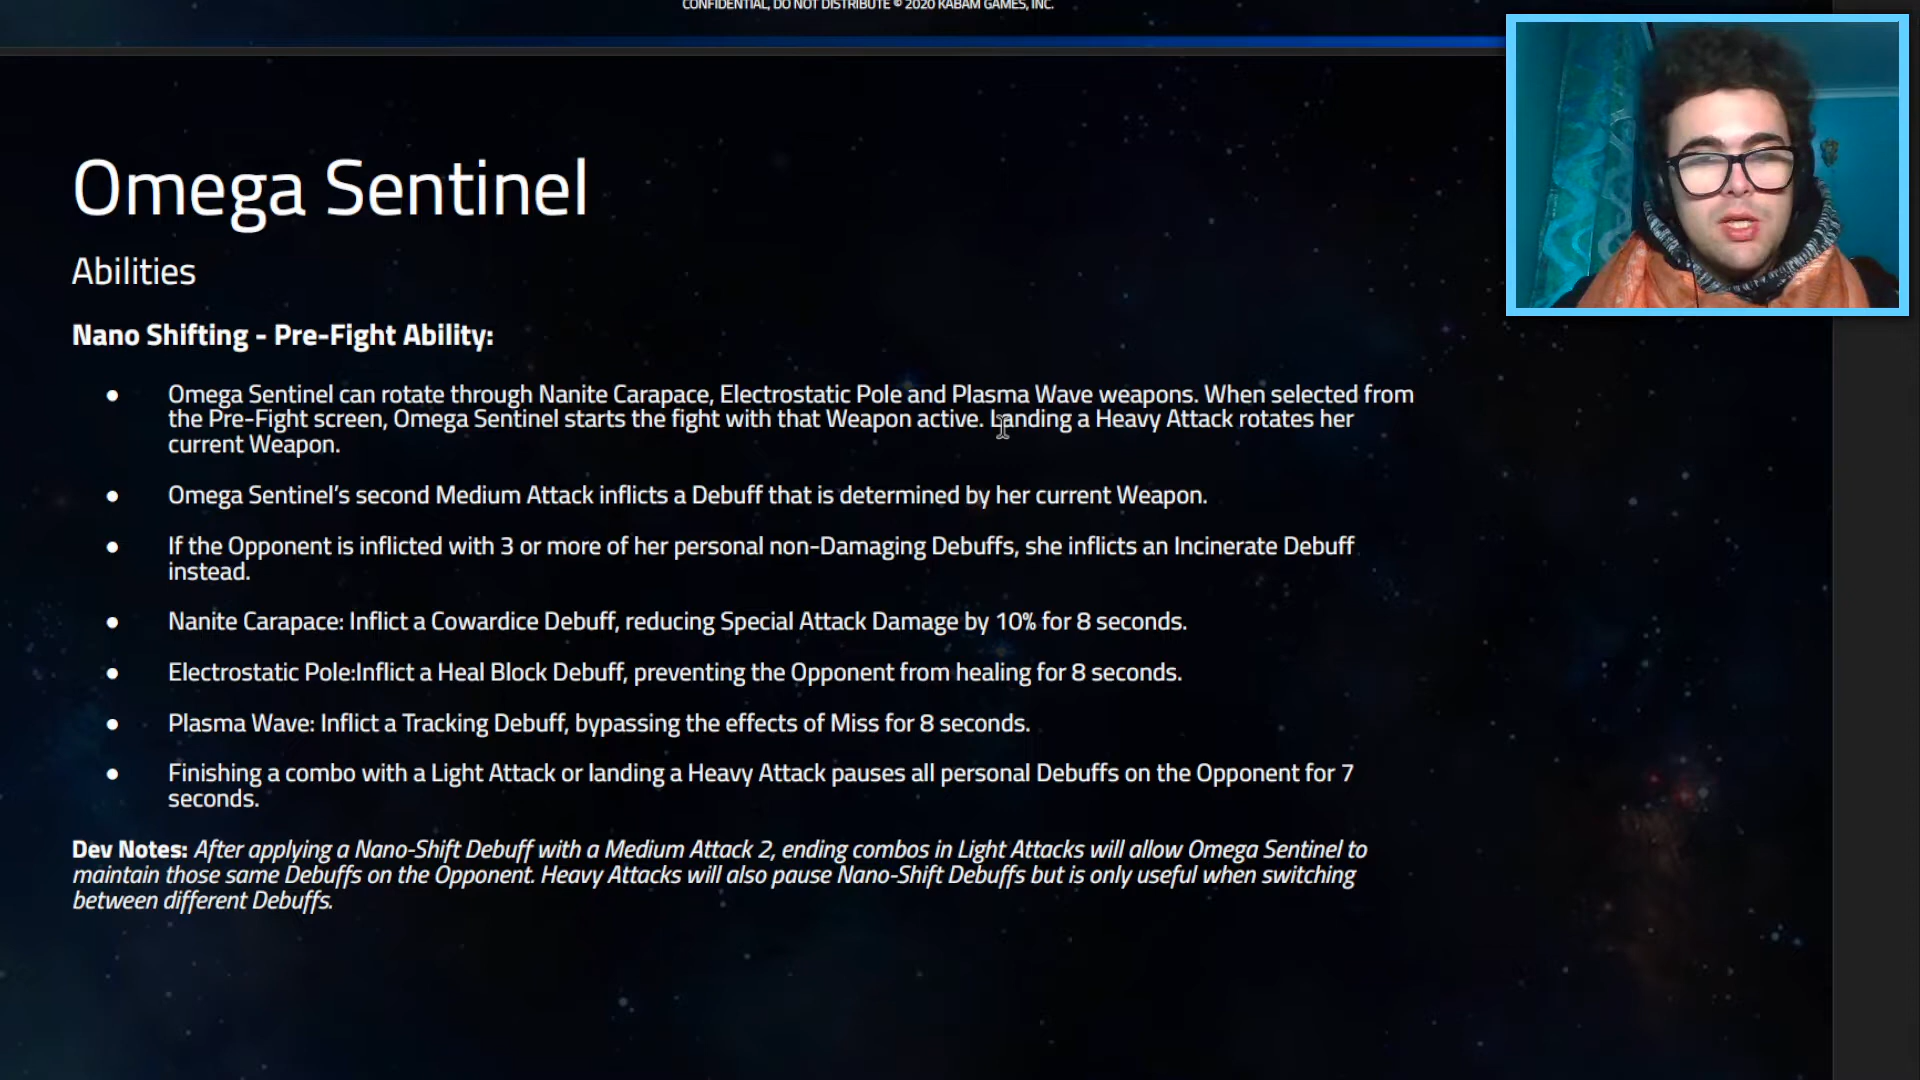 CONFIDENTIAL, DO NOT DISTRIBUTE © 2020 KABAM GAMES, INC.
Omega Sentinel
Abilities
Nano Shifting - Pre-Fight Ability:
● Omega Sentinel can rotate through Nanite Carapace, Electrostatic Pole and Plasma Wave weapons. When selected from
the Pre-Fight screen, Omega Sentinel starts the fight with that Weapon active. Landing a Heavy Attack rotates her
current Weapon.
● Omega Sentinel's second Medium Attack inflicts a Debuff that is determined by her current Weapon.
● If the Opponent is inflicted with 3 or more of her personal non-Damaging Debuffs, she inflicts an Incinerate Debuff
instead.
● Nanite Carapace: Inflict a Cowardice Debuff, reducing Special Attack Damage by 10% for 8 seconds.
● Electrostatic Pole:Inflict a Heal Block Debuff, preventing the Opponent from healing for 8 seconds.
● Plasma Wave: Inflict a Tracking Debuff, bypassing the effects of Miss for 8 seconds.
● Finishing a combo with a Light Attack or landing a Heavy Attack pauses all personal Debuffs on the Opponent for 7
seconds.
Dev Notes: After applying a Nano-Shift Debuff with a Medium Attack 2, ending combos in Light Attacks will allow Omega Sentinel to
maintain those same Debuffs on the Opponent. Heavy Attacks will also pause Nano-Shift Debuffs but is only useful when switching
between different Debuffs.